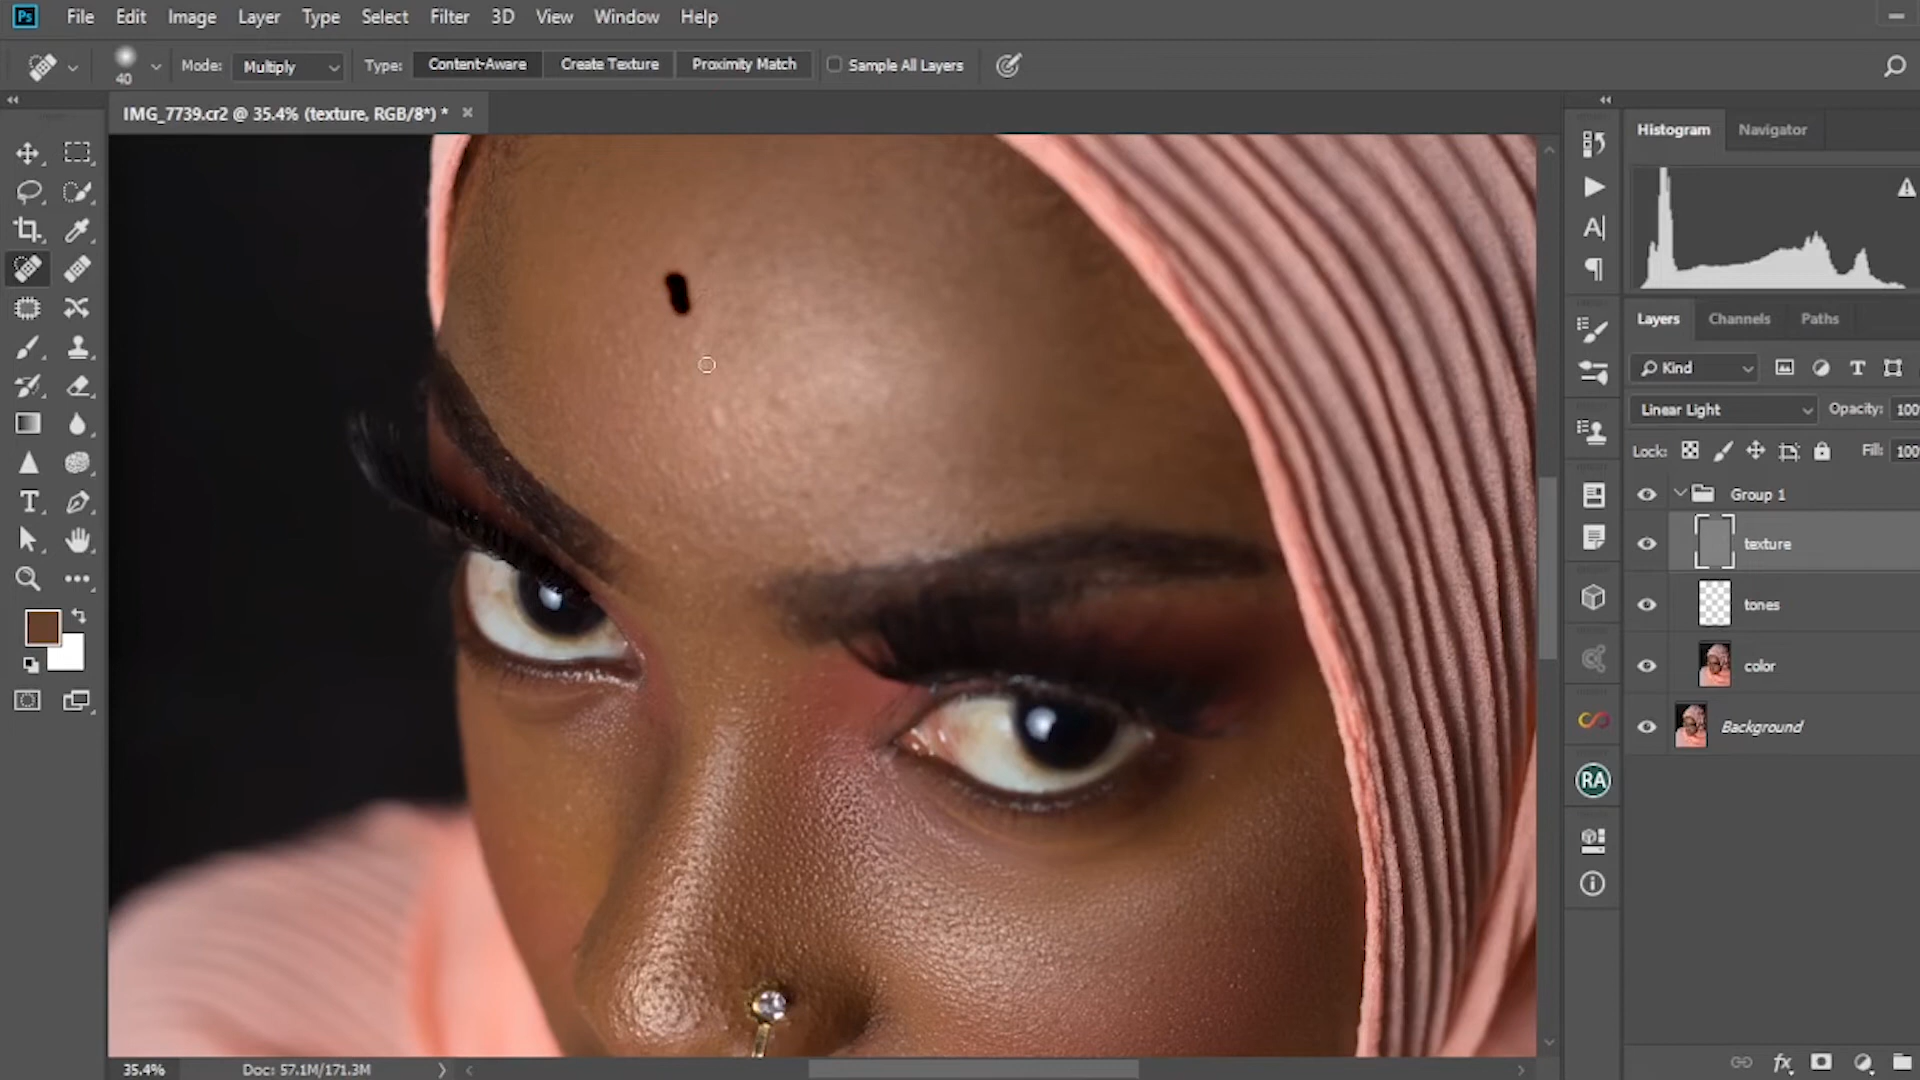 Ps File Edit Image Layer Type Select Filter 3D View Window Help
40 Mode: Multiply Type: Content-Aware Create Texture Proximity Match Sample All Layers
IMG_7739.cr2 @ 35.4% (texture, RGB/8*) *
Histogram Navigator
Layers Channels Paths
Kind
Linear Light Opacity: 100
Lock: Fill: 100
Group 1
texture
tones
color
Background
RA
35.4% Doc: 57.1M/171.3M